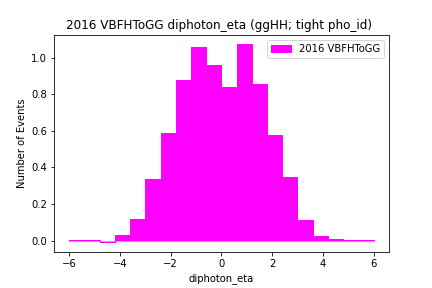 2016 VBFHToGG diphoton_eta (ggHH; tight pho_id)
2016 VBFHToGG
Number of Events
1.0
0.8
0.6
0.4
0.2
0.0
−6 −4 −2 0 2 4 6
diphoton_eta